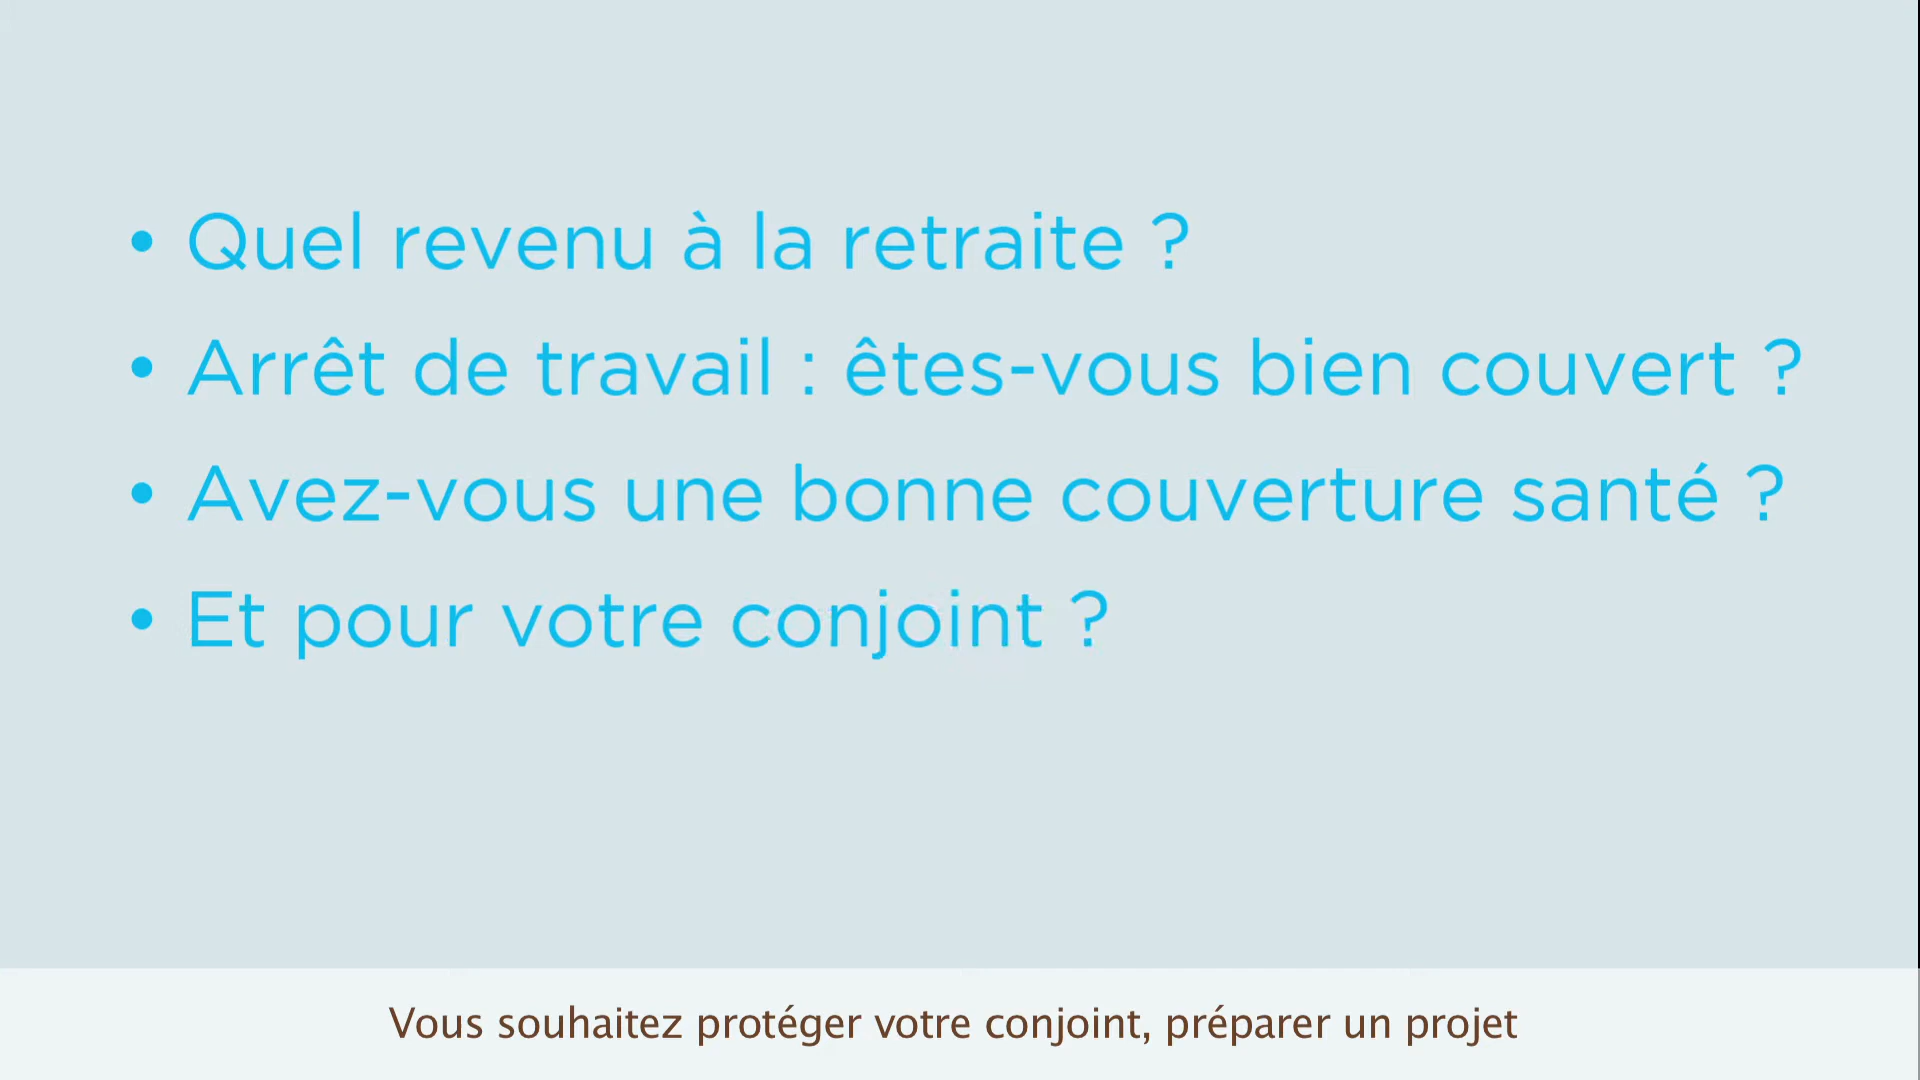 • Quel revenu à la retraite ?
• Arrêt de travail : êtes-vous bien couvert ?
• Avez-vous une bonne couverture santé ?
• Et pour votre conjoint ?
Vous souhaitez protéger votre conjoint, préparer un projet